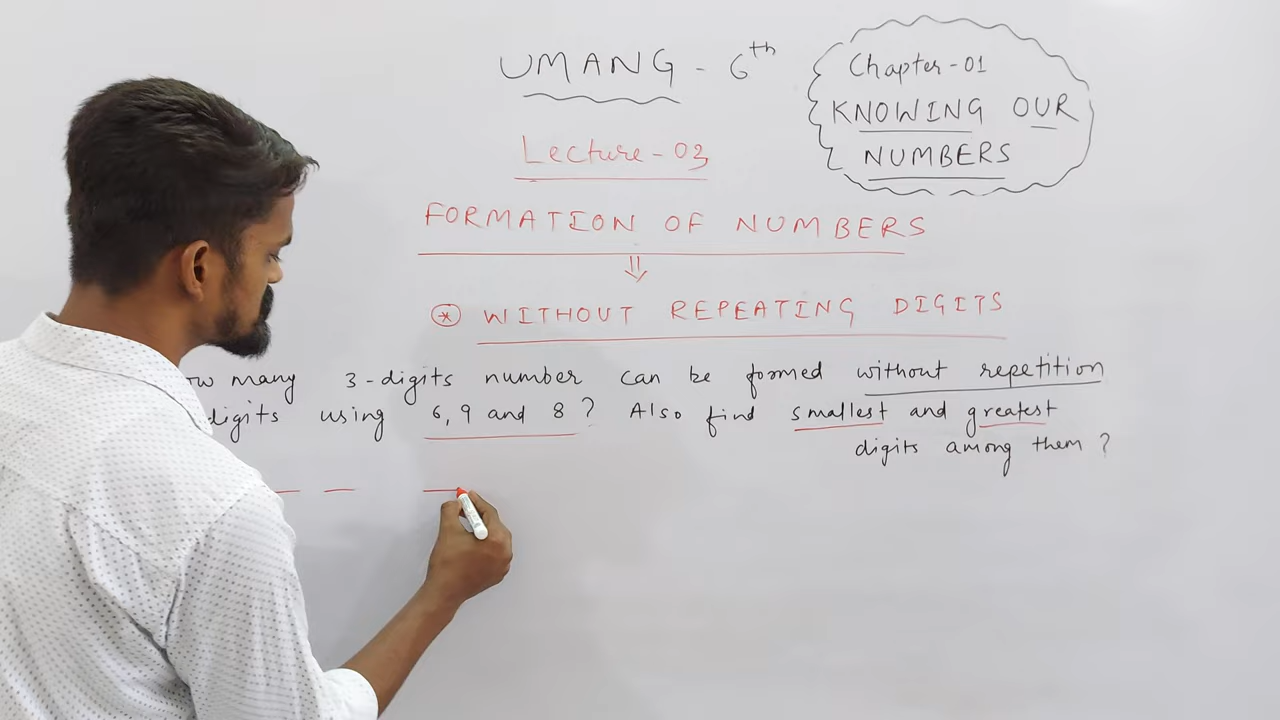 UMANG - 6th
Chapter-01
KNOWING OUR
NUMBERS
Lecture-03
FORMATION OF NUMBERS
⇓
* WITHOUT REPEATING DIGITS
many 3-digits number can be formed without repetition
digits using 6, 9 and 8? Also find smallest and greatest
digits among them?